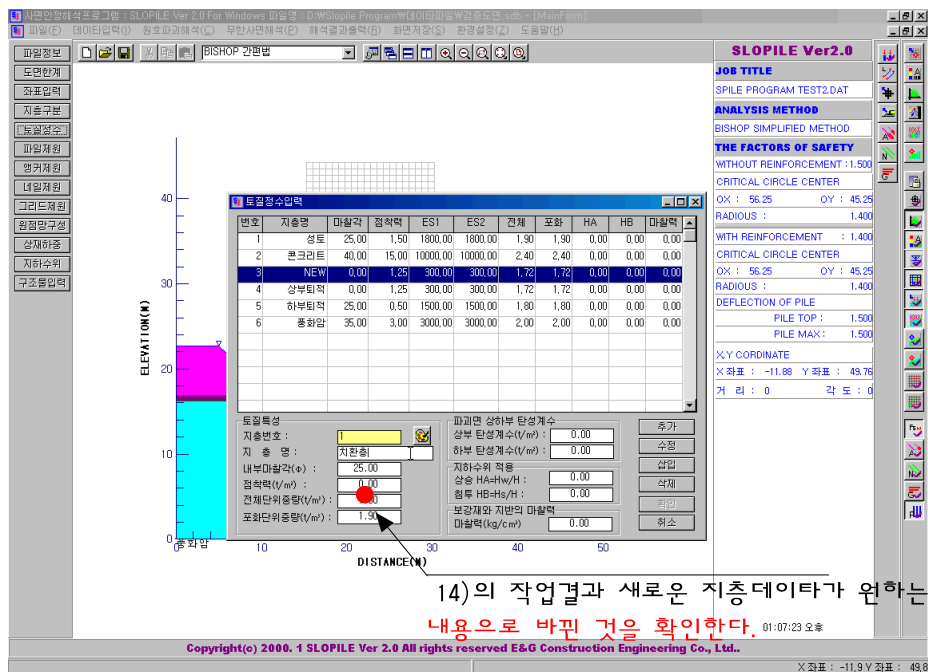 사면안정해석프로그램 : SLOPILE Ver 2.0 For Windows 파일명 : D:\Slopile Program\데이타파일\검증도면.sdb - [MainForm]
파일(F) 데이타입력(I) 원호파괴해석(C) 무한사면해석(P) 해석결과출력(R) 화면저장(S) 환경설정(Z) 도움말(H)
파일정보
도면한계
좌표입력
지층구분
토질정수
파일제원
앵커제원
네일제원
그리드제원
원점망구성
상재하중
지하수위
구조물입력
BISHOP 간편법
ELEVATION(M)
40
30
20
10
0
풍화암
10 20 30 40 50
DISTANCE(M)
토질정수입력
번호 지층명 마찰각 점착력 ES1 ES2 전체 포화 HA HB 마찰력
1 성토 25,00 1,50 1800,00 1800,00 1,90 1,90 0,00 0,00 0,00
2 콘크리트 40,00 15,00 10000,00 10000,00 2,40 2,40 0,00 0,00 0,00
3 NEW 0,00 1,25 300,00 300,00 1,72 1,72 0,00 0,00 0,00
4 상부퇴적 0,00 1,25 300,00 300,00 1,72 1,72 0,00 0,00 0,00
5 하부퇴적 25,00 0,50 1500,00 1500,00 1,80 1,80 0,00 0,00 0,00
6 풍화암 35,00 3,00 3000,00 3000,00 2,00 2,00 0,00 0,00 0,00
토질특성
지층번호 : 1
지 층 명 : 치환층
내부마찰각(Φ) : 25.00
점착력(t/m²) : 0.00
전체단위중량(t/m³) :
포화단위중량(t/m³) : 1.90
파괴면 상하부 탄성계수
상부 탄성계수(t/m²) : 0.00
하부 탄성계수(t/m²) : 0.00
지하수위 적용
상승 HA=Hw/H : 0.00
침투 HB=Hs/H : 0.00
보강재와 지반의 마찰력
마찰력(kg/cm²) 0.00
추가
수정
삽입
삭제
확인
취소
SLOPILE Ver2.0
JOB TITLE
SPILE PROGRAM TEST2.DAT
ANALYSIS METHOD
BISHOP SIMPLIFIED METHOD
THE FACTORS OF SAFETY
WITHOUT REINFORCEMENT : 1.500
CRITICAL CIRCLE CENTER
OX : 56.25 OY : 45.25
RADIOUS : 1.400
WITH REINFORCEMENT : 1.400
CRITICAL CIRCLE CENTER
OX : 56.25 OY : 45.25
RADIOUS : 1.400
DEFLECTION OF PILE
PILE TOP : 1.500
PILE MAX : 1.500
X,Y CORDINATE
X 좌표 : -11.88 Y 좌표 : 49.76
거 리 : 0 각 도 : 0
14)의 작업결과 새로운 지층데이타가 원하는
내용으로 바뀐 것을 확인한다.
01:07:23 오후
Copyright(c) 2000. 1 SLOPILE Ver 2.0 All rights reserved E&G Construction Engineering Co., Ltd..
X 좌표 : -11,9 Y 좌표 : 49,8